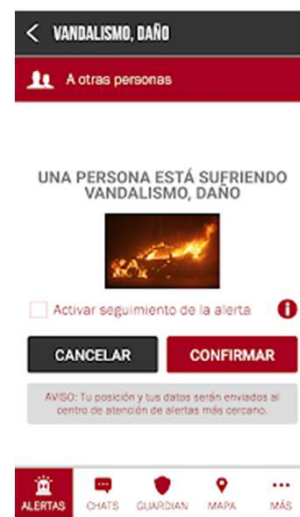 VANDALISMO, DAÑO
A otras personas
UNA PERSONA ESTÁ SUFRIENDO
VANDALISMO, DAÑO
Activar seguimiento de la alerta
CANCELAR CONFIRMAR
AVISO: Tu posición y tus datos serán enviados al
centro de atención de alertas más cercano.
ALERTAS CHATS GUARDIAN MAPA MÁS